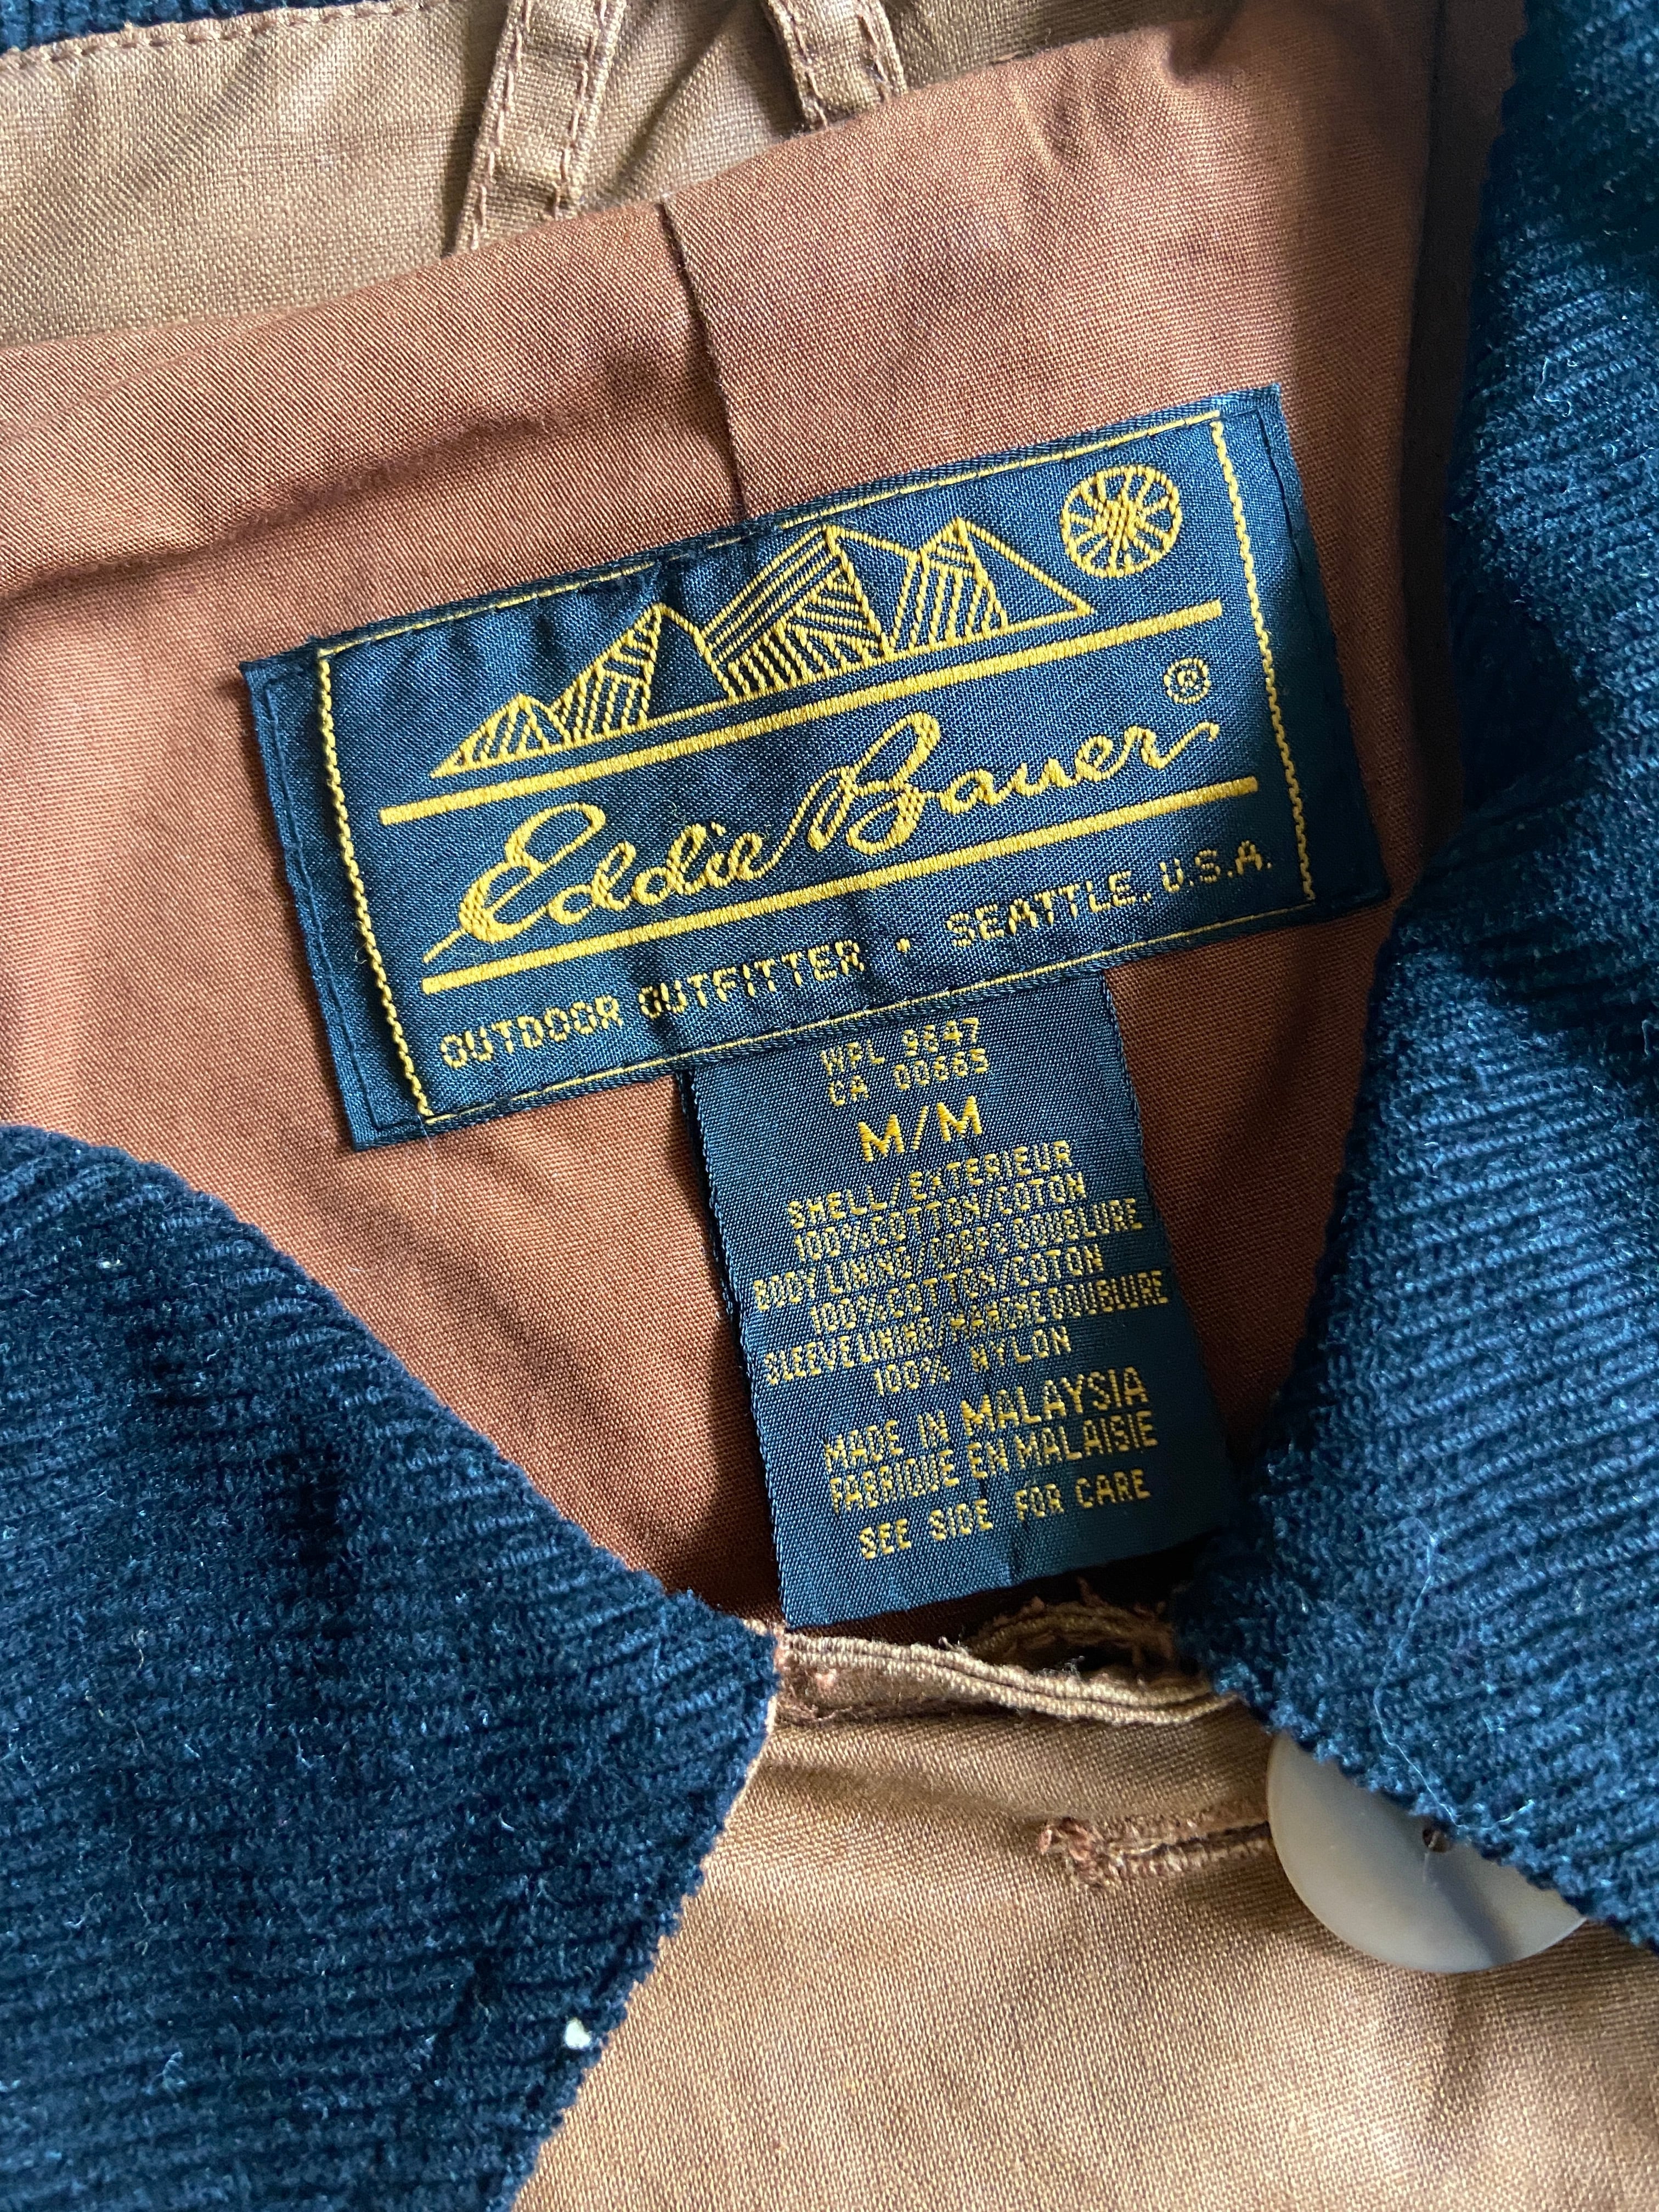 Eddie Bauer ®
OUTDOOR OUTFITTER • SEATTLE, U.S.A.
WPL 9647
CA 00665
M/M
SHELL/EXTERIEUR
100% COTTON/COTON
BODY LINING/CORPS DOUBLURE
100% COTTON/COTON
SLEEVE LINING/MANCHE DOUBLURE
100% NYLON
MADE IN MALAYSIA
FABRIQUE EN MALAISIE
SEE SIDE FOR CARE